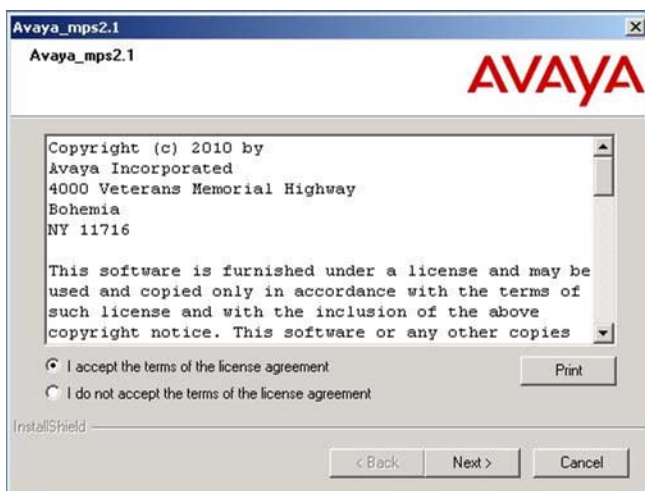 Avaya_mps2.1
Avaya_mps2.1
AVAYA
Copyright (c) 2010 by
Avaya Incorporated
4000 Veterans Memorial Highway
Bohemia
NY 11716
This software is furnished under a license and may be
used and copied only in accordance with the terms of
such license and with the inclusion of the above
copyright notice. This software or any other copies
I accept the terms of the license agreement
Print
I do not accept the terms of the license agreement
InstallShield
< Back
Next >
Cancel